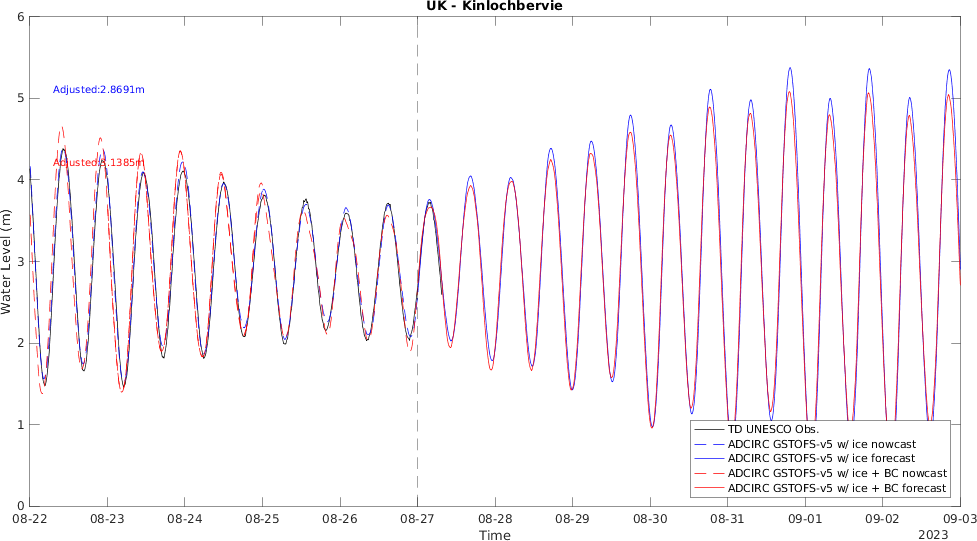 UK - Kinlochbervie
6
5
4
3
2
1
0
Water Level (m)
Adjusted:2.8691m
Adjusted:3.1385m
TD UNESCO Obs.
ADCIRC GSTOFS-v5 w/ ice nowcast
ADCIRC GSTOFS-v5 w/ ice forecast
ADCIRC GSTOFS-v5 w/ ice + BC nowcast
ADCIRC GSTOFS-v5 w/ ice + BC forecast
08-22 08-23 08-24 08-25 08-26 08-27 08-28 08-29 08-30 08-31 09-01 09-02 09-03
Time
2023